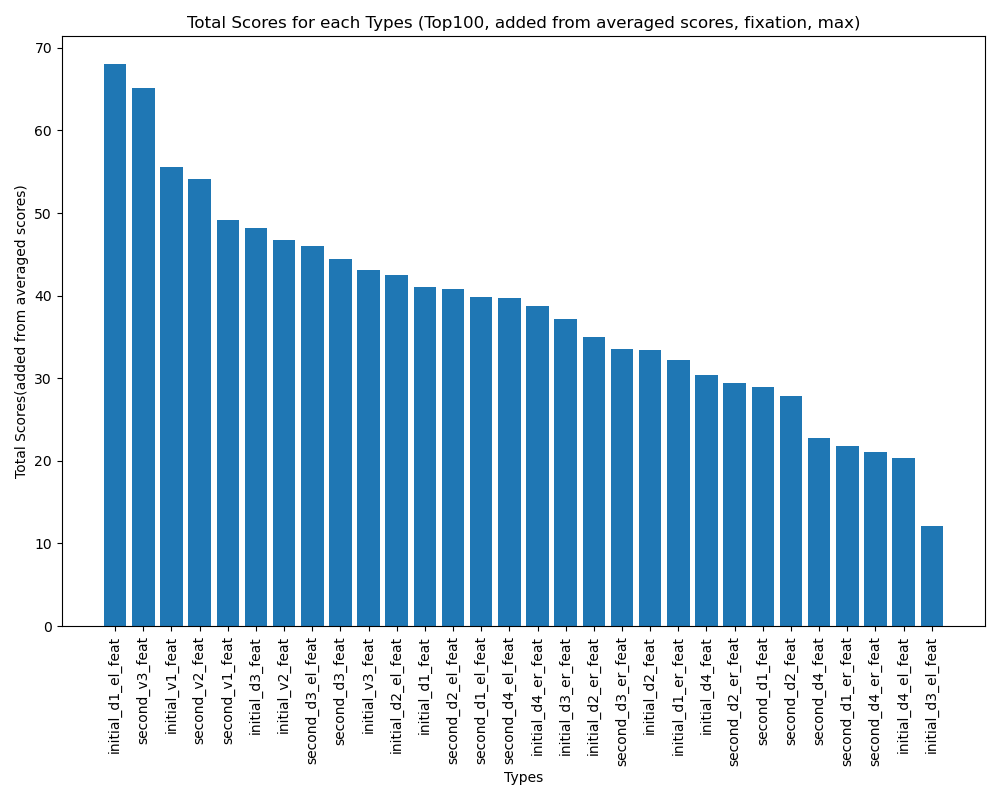 Total Scores for each Types (Top100, added from averaged scores, fixation, max)
Total Scores(added from averaged scores)
70
60
50
40
30
20
10
0
initial_d1_el_feat
second_v3_feat
initial_v1_feat
second_v2_feat
second_v1_feat
initial_d3_feat
initial_v2_feat
second_d3_el_feat
second_d3_feat
initial_v3_feat
initial_d2_el_feat
initial_d1_feat
second_d2_el_feat
second_d1_el_feat
second_d4_el_feat
initial_d4_er_feat
initial_d3_er_feat
initial_d2_er_feat
second_d3_er_feat
initial_d2_feat
initial_d1_er_feat
initial_d4_feat
second_d2_er_feat
second_d1_feat
second_d2_feat
second_d4_feat
second_d1_er_feat
second_d4_er_feat
initial_d4_el_feat
initial_d3_el_feat
Types